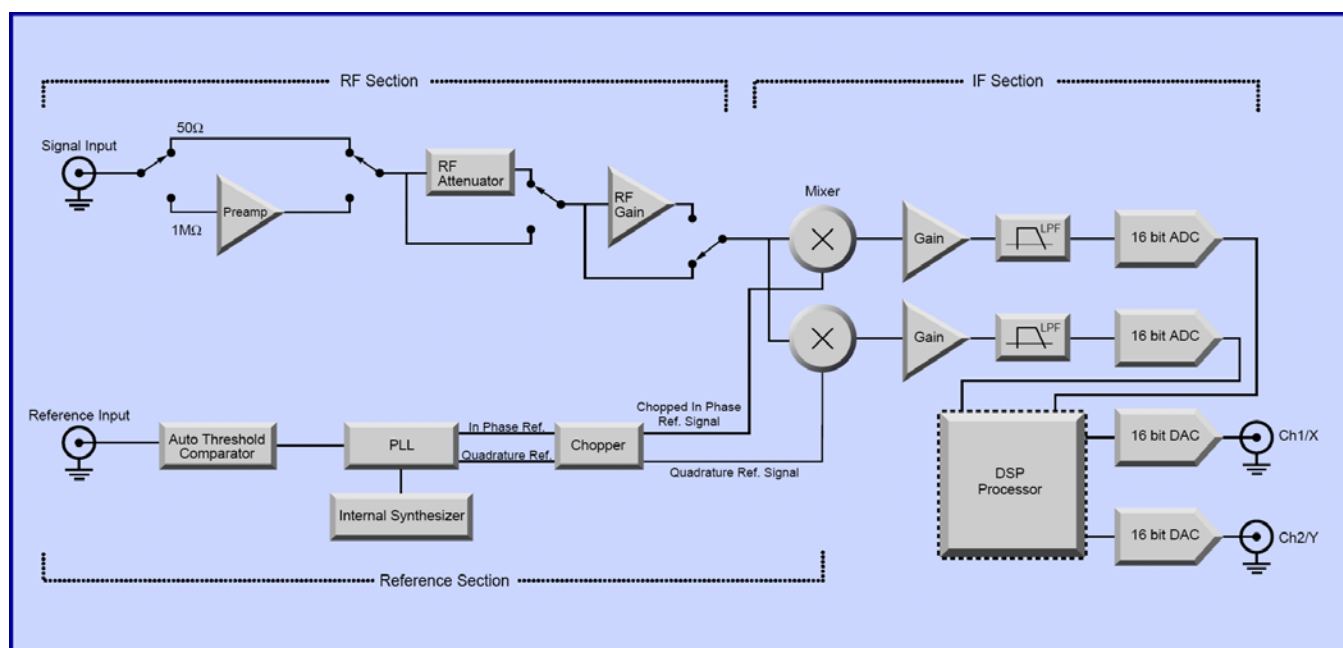 RF Section
IF Section
Signal Input
50Ω
1MΩ
Preamp
RF
Attenuator
RF
Gain
Mixer
Gain
LPF
16 bit ADC
Gain
LPF
16 bit ADC
Reference Input
Auto Threshold
Comparator
PLL
In Phase Ref.
Quadrature Ref.
Chopper
Chopped In Phase
Ref. Signal
Quadrature Ref. Signal
Internal Synthesizer
DSP
Processor
16 bit DAC
Ch1/X
16 bit DAC
Ch2/Y
Reference Section